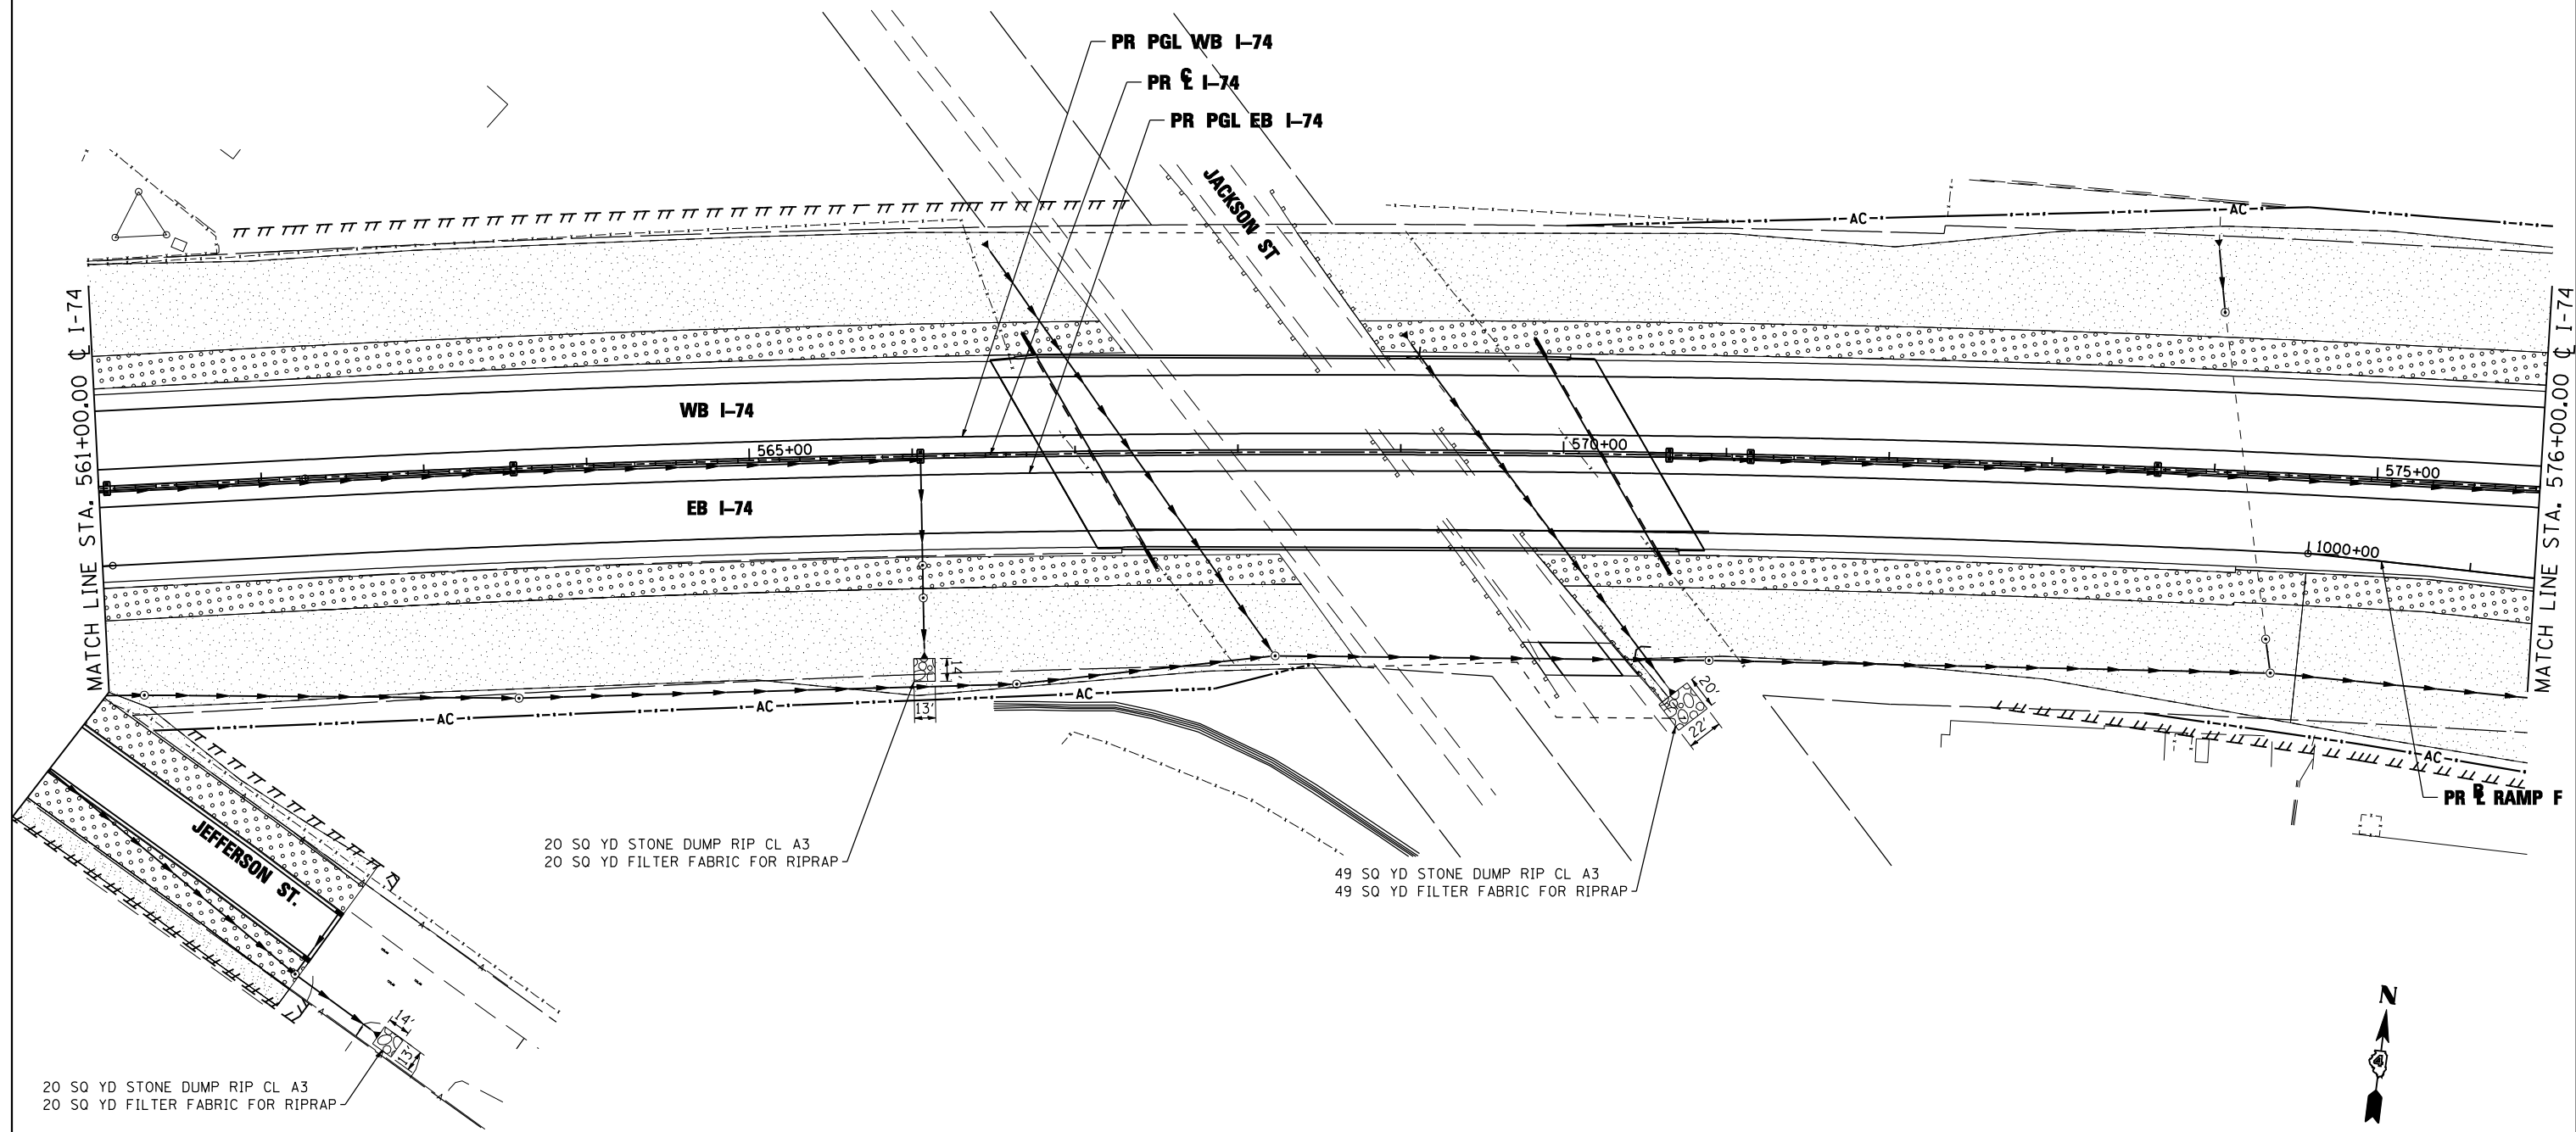 PR PGL WB I-74
PR ℄ I-74
PR PGL EB I-74
JACKSON ST
AC
AC
MATCH LINE STA. 561+00.00 ℄ I-74
MATCH LINE STA. 576+00.00 ℄ I-74
WB I-74
565+00
570+00
575+00
EB I-74
1000+00
14'
13'
AC
AC
AC
20'
22'
AC
PR ⅊ RAMP F
JEFFERSON ST.
20 SQ YD STONE DUMP RIP CL A3
20 SQ YD FILTER FABRIC FOR RIPRAP
49 SQ YD STONE DUMP RIP CL A3
49 SQ YD FILTER FABRIC FOR RIPRAP
14'
13'
20 SQ YD STONE DUMP RIP CL A3
20 SQ YD FILTER FABRIC FOR RIPRAP
N
4